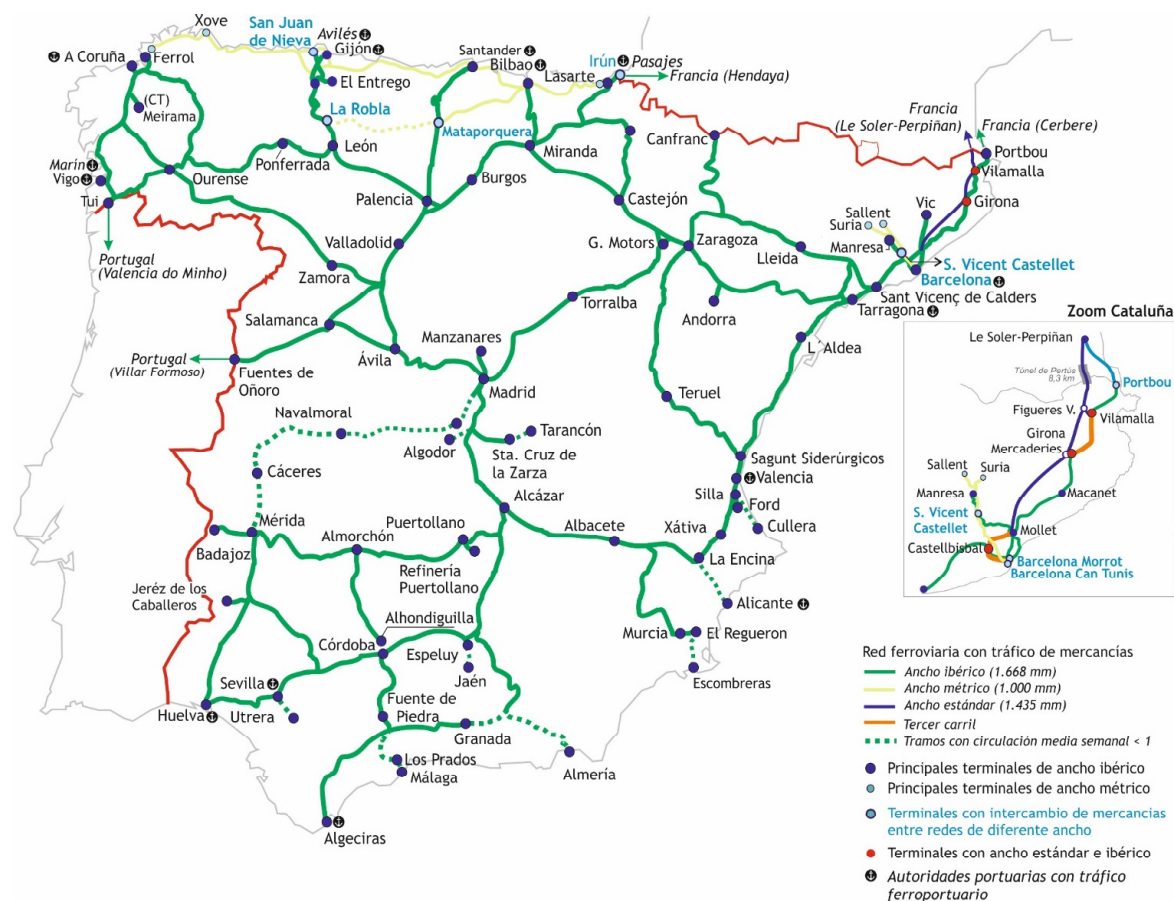 Xove
San Juan
de Nieva
Avilés
Gijón
A Coruña
Ferrol
El Entrego
Santander
Bilbao
Lasarte
Irún
Pasajes
Francia (Hendaya)
(CT)
Meirama
La Robla
Mataporquera
Canfranc
Francia
(Le Soler-Perpiñan)
Francia (Cerbere)
Portbou
Vilamalla
Girona
Marín
Vigo
Tui
Ourense
Ponferrada
León
Palencia
Burgos
Miranda
Castejón
Sallent
Suria
Vic
Manresa
Portugal
(Valencia do Minho)
Valladolid
Zamora
G. Motors
Zaragoza
Lleida
S. Vicent Castellet
Barcelona
Sant Vicenç de Calders
Tarragona
Torralba
Andorra
Salamanca
Manzanares
Ávila
L´Aldea
Portugal
(Villar Formoso)
Fuentes de
Oñoro
Madrid
Teruel
Navalmoral
Algodor
Tarancón
Sta. Cruz de
la Zarza
Sagunt Siderúrgicos
Valencia
Silla
Ford
Cullera
Cáceres
Alcázar
Albacete
Xátiva
La Encina
Mérida
Badajoz
Almorchón
Puertollano
Refinería
Puertollano
Alicante
Jeréz de los
Caballeros
Alhondiguilla
Córdoba
Espeluy
Jaén
Murcia
El Regueron
Escombreras
Sevilla
Huelva
Utrera
Fuente de
Piedra
Granada
Almería
Los Prados
Málaga
Algeciras
Zoom Cataluña
Le Soler-Perpiñan
Túnel de Pertús
8,3 km
Portbou
Figueres V.
Vilamalla
Girona
Mercaderies
Sallent
Suria
Manresa
Macanet
S. Vicent
Castellet
Mollet
Castellbisbal
Barcelona Morrot
Barcelona Can Tunis
Red ferroviaria con tráfico de mercancías
Ancho ibérico (1.668 mm)
Ancho métrico (1.000 mm)
Ancho estándar (1.435 mm)
Tercer carril
Tramos con circulación media semanal < 1
Principales terminales de ancho ibérico
Principales terminales de ancho métrico
Terminales con intercambio de mercancías
entre redes de diferente ancho
Terminales con ancho estándar e ibérico
Autoridades portuarias con tráfico
ferroportuario